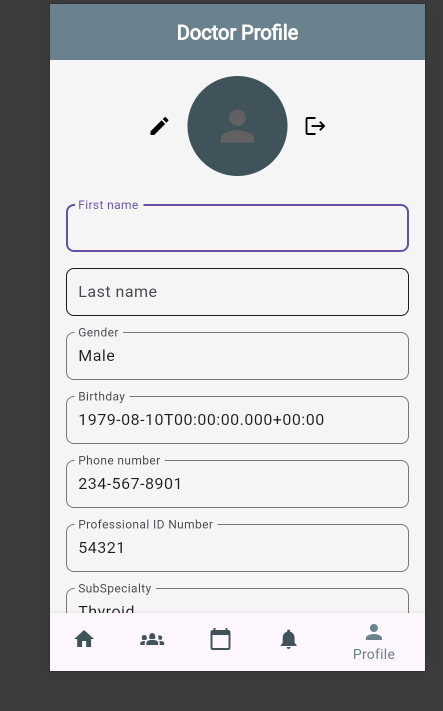 Doctor Profile
First name
Last name
Gender
Male
Birthday
1979-08-10T00:00:00.000+00:00
Phone number
234-567-8901
Professional ID Number
54321
SubSpecialty
Thyroid
Profile